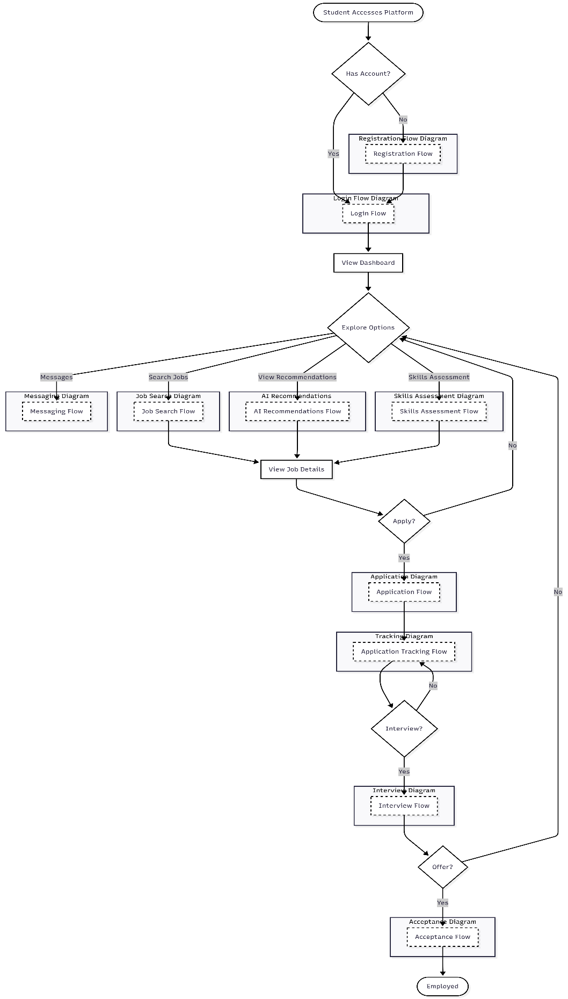 Student Accesses Platform
Has Account?
No
Registration Flow Diagram
Registration Flow
Yes
Login Flow Diagram
Login Flow
View Dashboard
Explore Options
Messages
Search Jobs
View Recommendations
Skills Assessment
Messaging Diagram
Job Search Diagram
AI Recommendations
Skills Assessment Diagram
Messaging Flow
Job Search Flow
AI Recommendations Flow
Skills Assessment Flow
No
View Job Details
Apply?
Yes
Application Diagram
Application Flow
No
Tracking Diagram
Application Tracking Flow
No
Interview?
Yes
Interview Diagram
Interview Flow
Offer?
Yes
Acceptance Diagram
Acceptance Flow
Employed